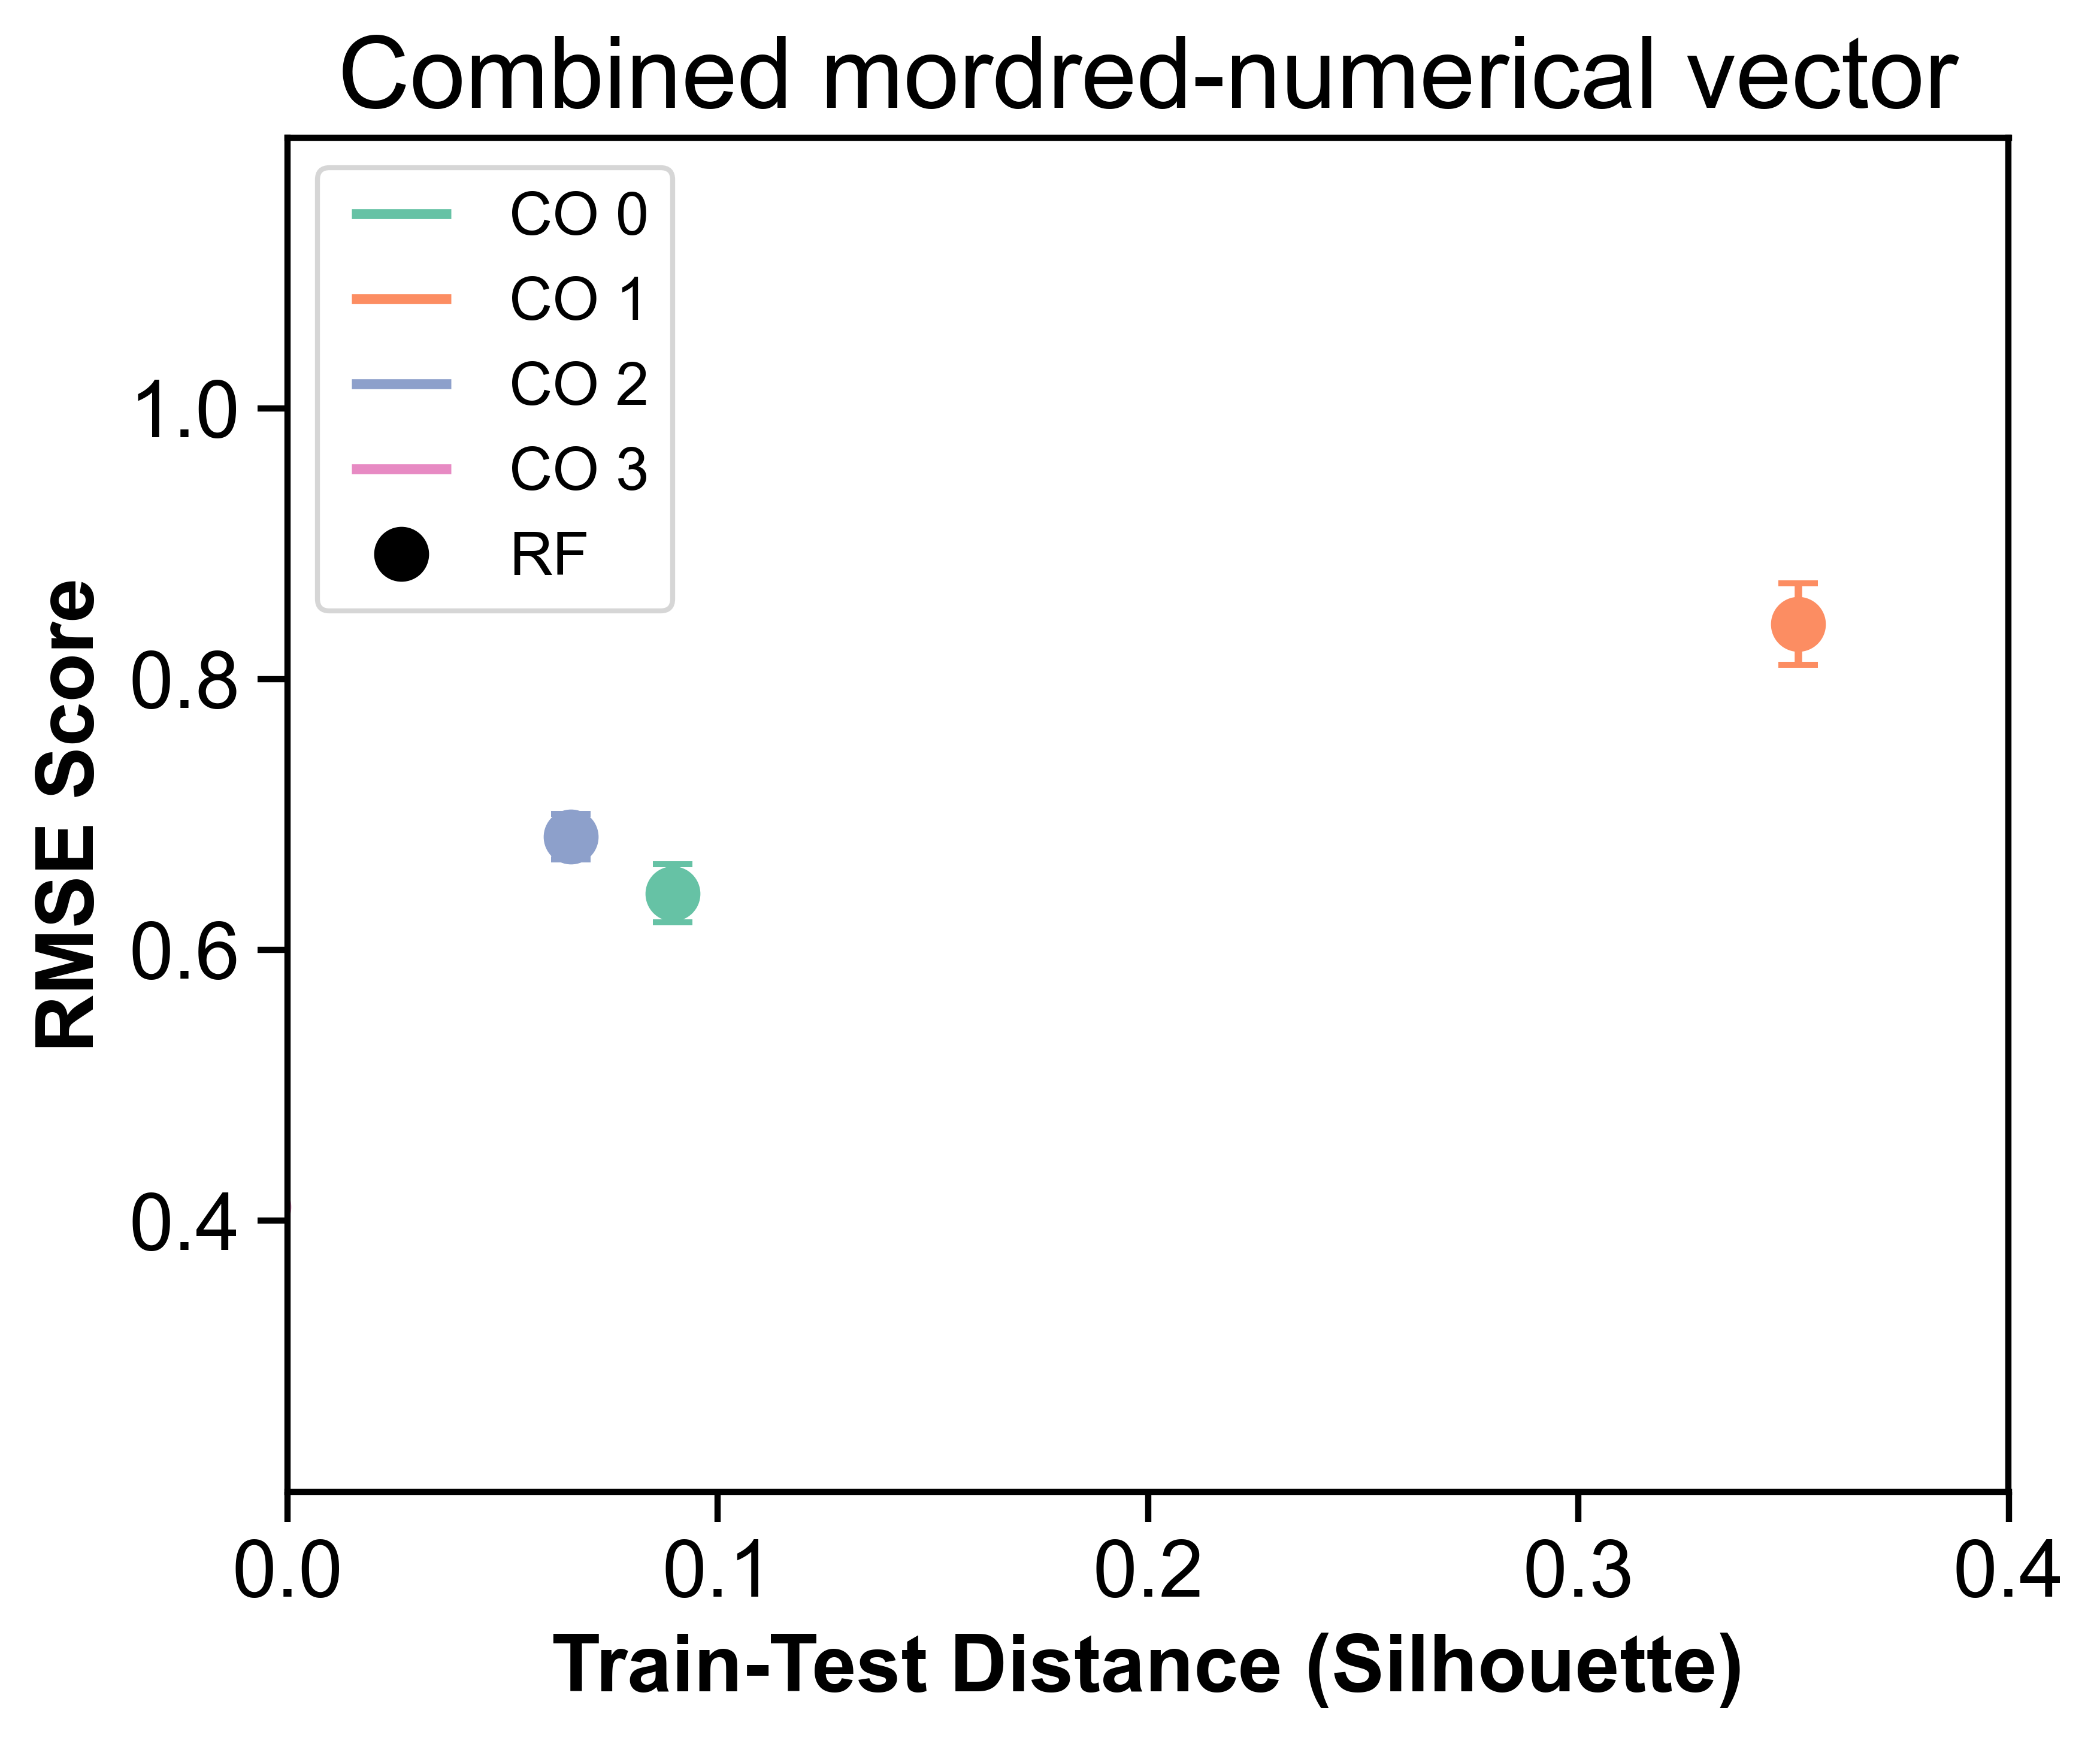 Combined mordred-numerical vector
CO 0
CO 1
CO 2
CO 3
RF
1.0
0.8
0.6
0.4
RMSE Score
0.0 0.1 0.2 0.3 0.4
Train-Test Distance (Silhouette)